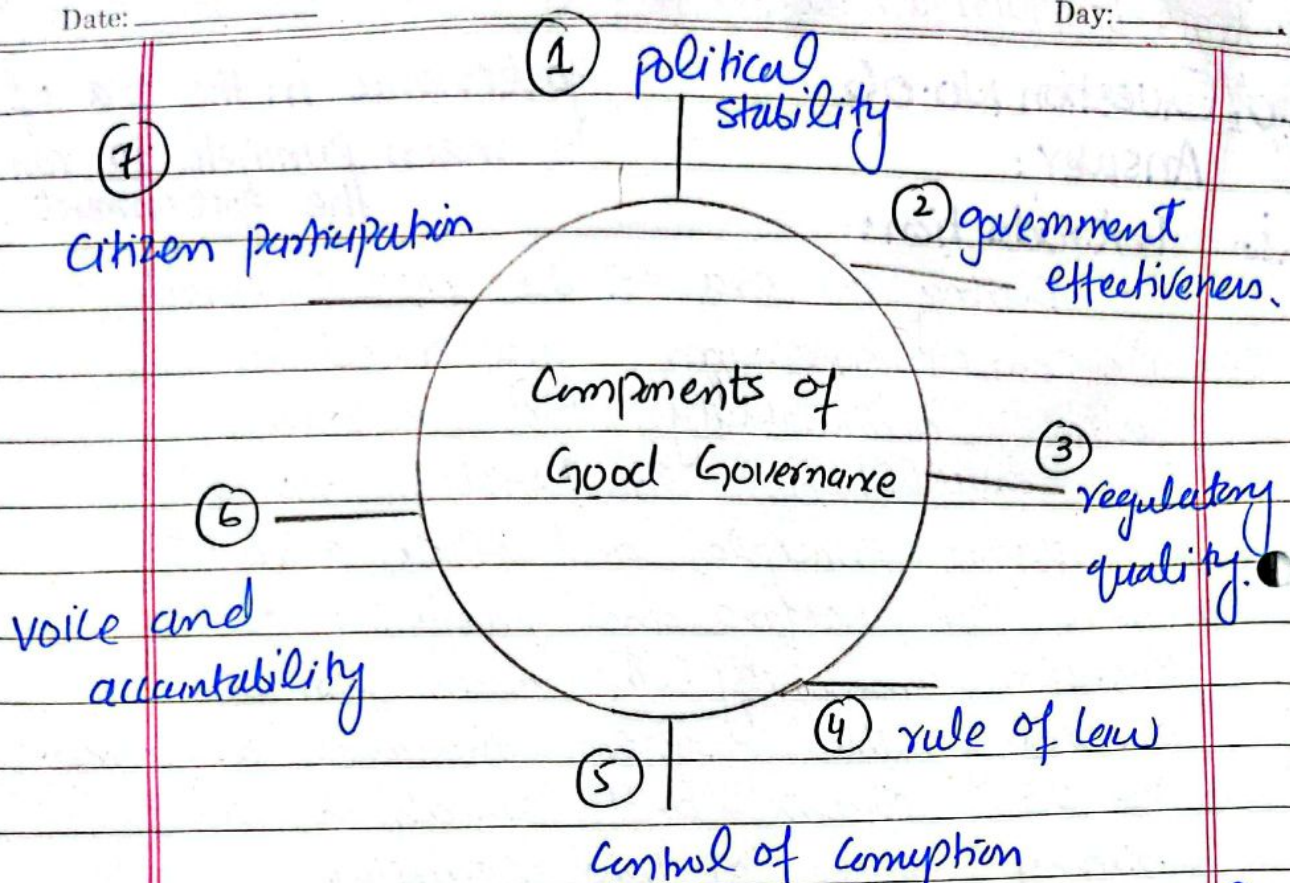 Date:
Day:
1 political
stability
2 government
effectiveness.
3
regulatory
quality.
4 rule of law
5
Control of Corruption
6
voice and
accountability
7
Citizen participation
Components of
Good Governance